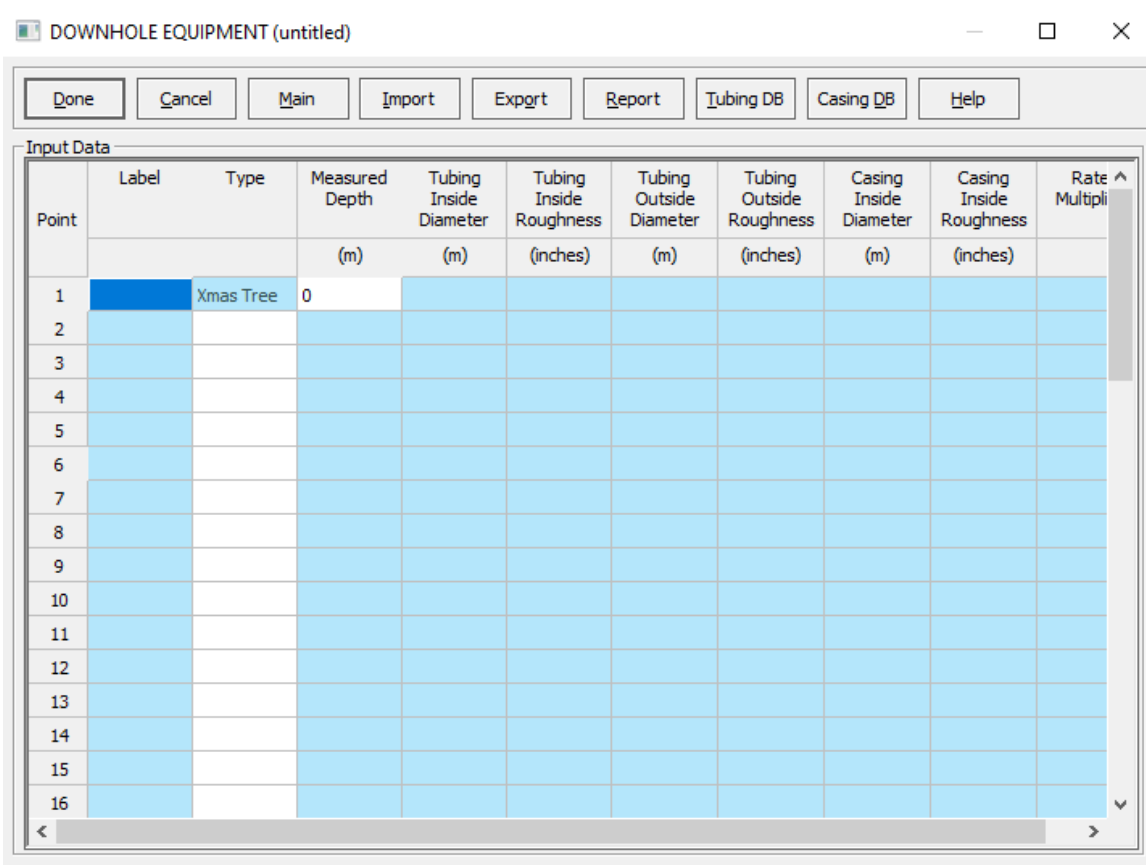 DOWNHOLE EQUIPMENT (untitled)
Done Cancel Main Import Export Report Tubing DB Casing DB Help
Input Data
Point Label Type Measured Depth Tubing Inside Diameter Tubing Inside Roughness Tubing Outside Diameter Tubing Outside Roughness Casing Inside Diameter Casing Inside Roughness Rate Multipli
(m) (m) (inches) (m) (inches) (m) (inches)
1 Xmas Tree 0
2
3
4
5
6
7
8
9
10
11
12
13
14
15
16